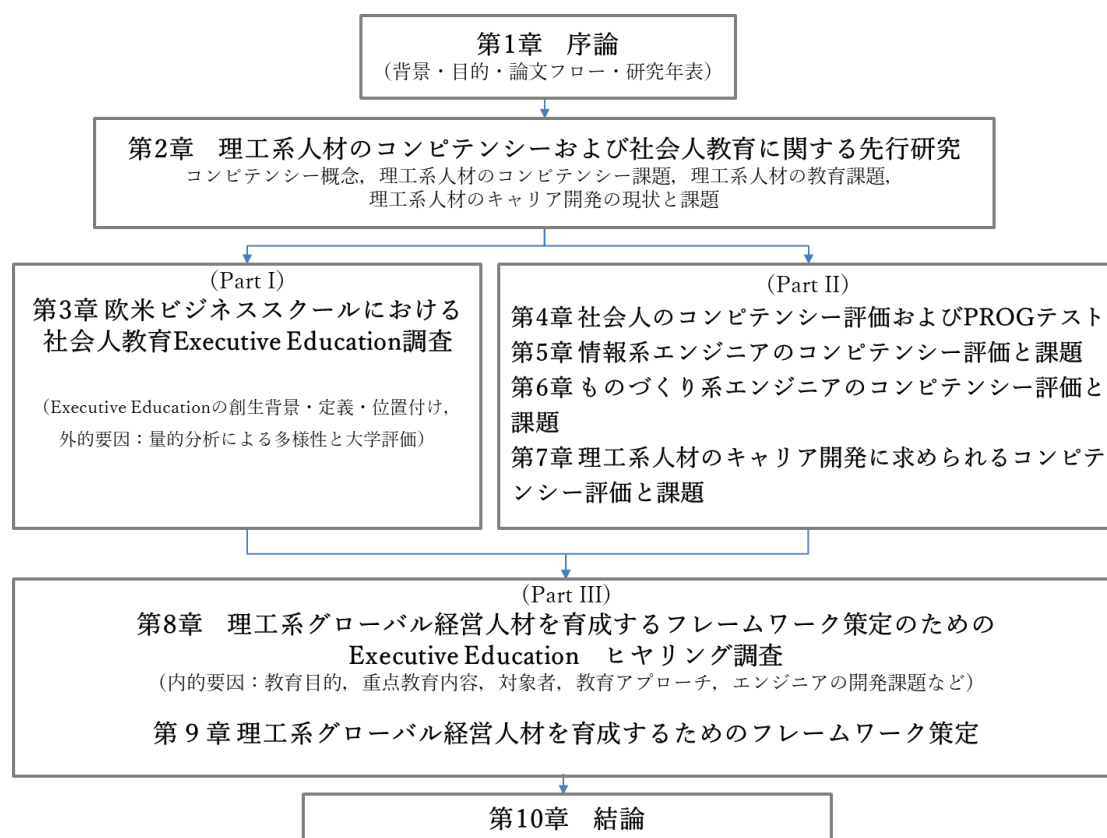 第1章　序論
（背景・目的・論文フロー・研究年表）
第2章　理工系人材のコンピテンシーおよび社会人教育に関する先行研究
コンピテンシー概念，理工系人材のコンピテンシー課題，理工系人材の教育課題，
理工系人材のキャリア開発の現状と課題
（Part I）
第3章 欧米ビジネススクールにおける
社会人教育Executive Education調査
（Executive Educationの創生背景・定義・位置付け，
外的要因：量的分析による多様性と大学評価）
（Part II）
第4章 社会人のコンピテンシー評価およびPROGテスト
第5章 情報系エンジニアのコンピテンシー評価と課題
第6章 ものづくり系エンジニアのコンピテンシー評価と
課題
第7章 理工系人材のキャリア開発に求められるコンピテ
ンシー評価と課題
（Part III）
第8章　理工系グローバル経営人材を育成するフレームワーク策定のための
Executive Education　ヒヤリング調査
（内的要因：教育目的，重点教育内容，対象者，教育アプローチ，エンジニアの開発課題など）
第９章 理工系グローバル経営人材を育成するためのフレームワーク策定
第10章　結論